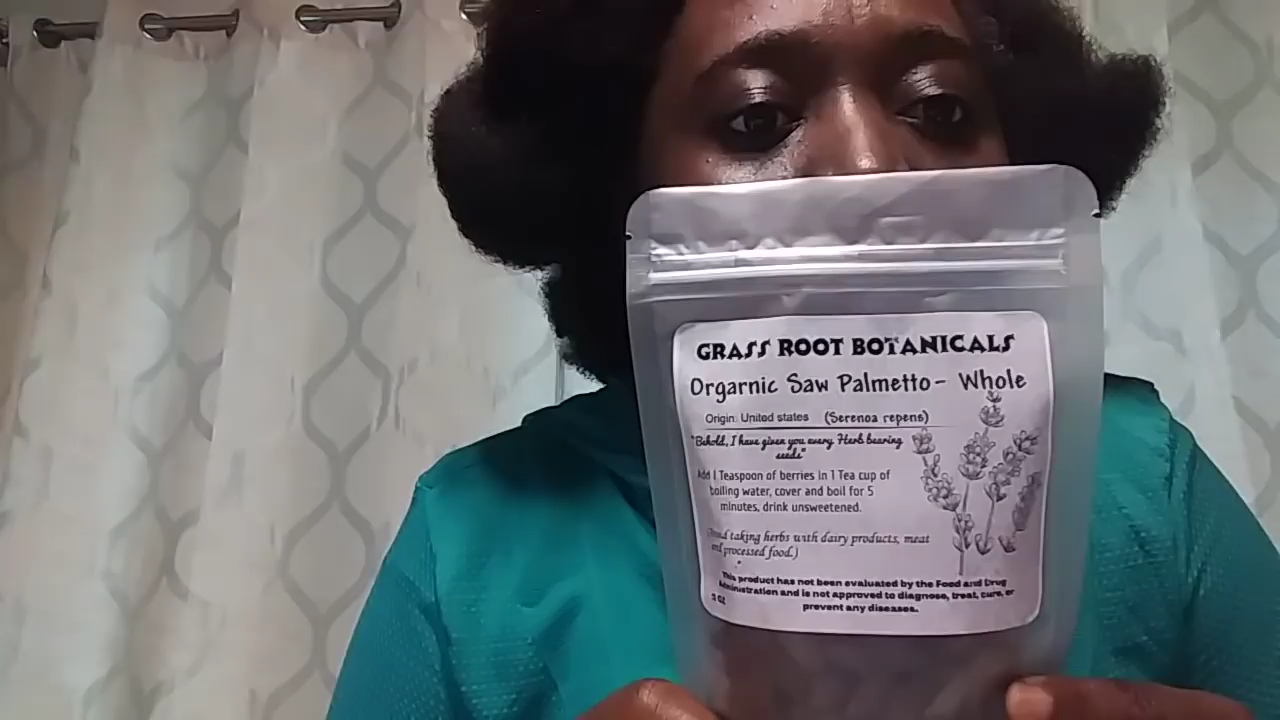 GRASS ROOT BOTANICALS
Orgarnic Saw Palmetto- Whole
Origin: United states (Serenoa repens)
"Behold, I have given you every Herb bearing
seeds"
Add 1 Teaspoon of berries in 1 Tea cup of
boiling water, cover and boil for 5
minutes, drink unsweetened.
taking herbs with dairy products, meat
and processed food.)
This product has not been evaluated by the Food and Drug
Administration and is not approved to diagnose, treat, cure, or
prevent any diseases.